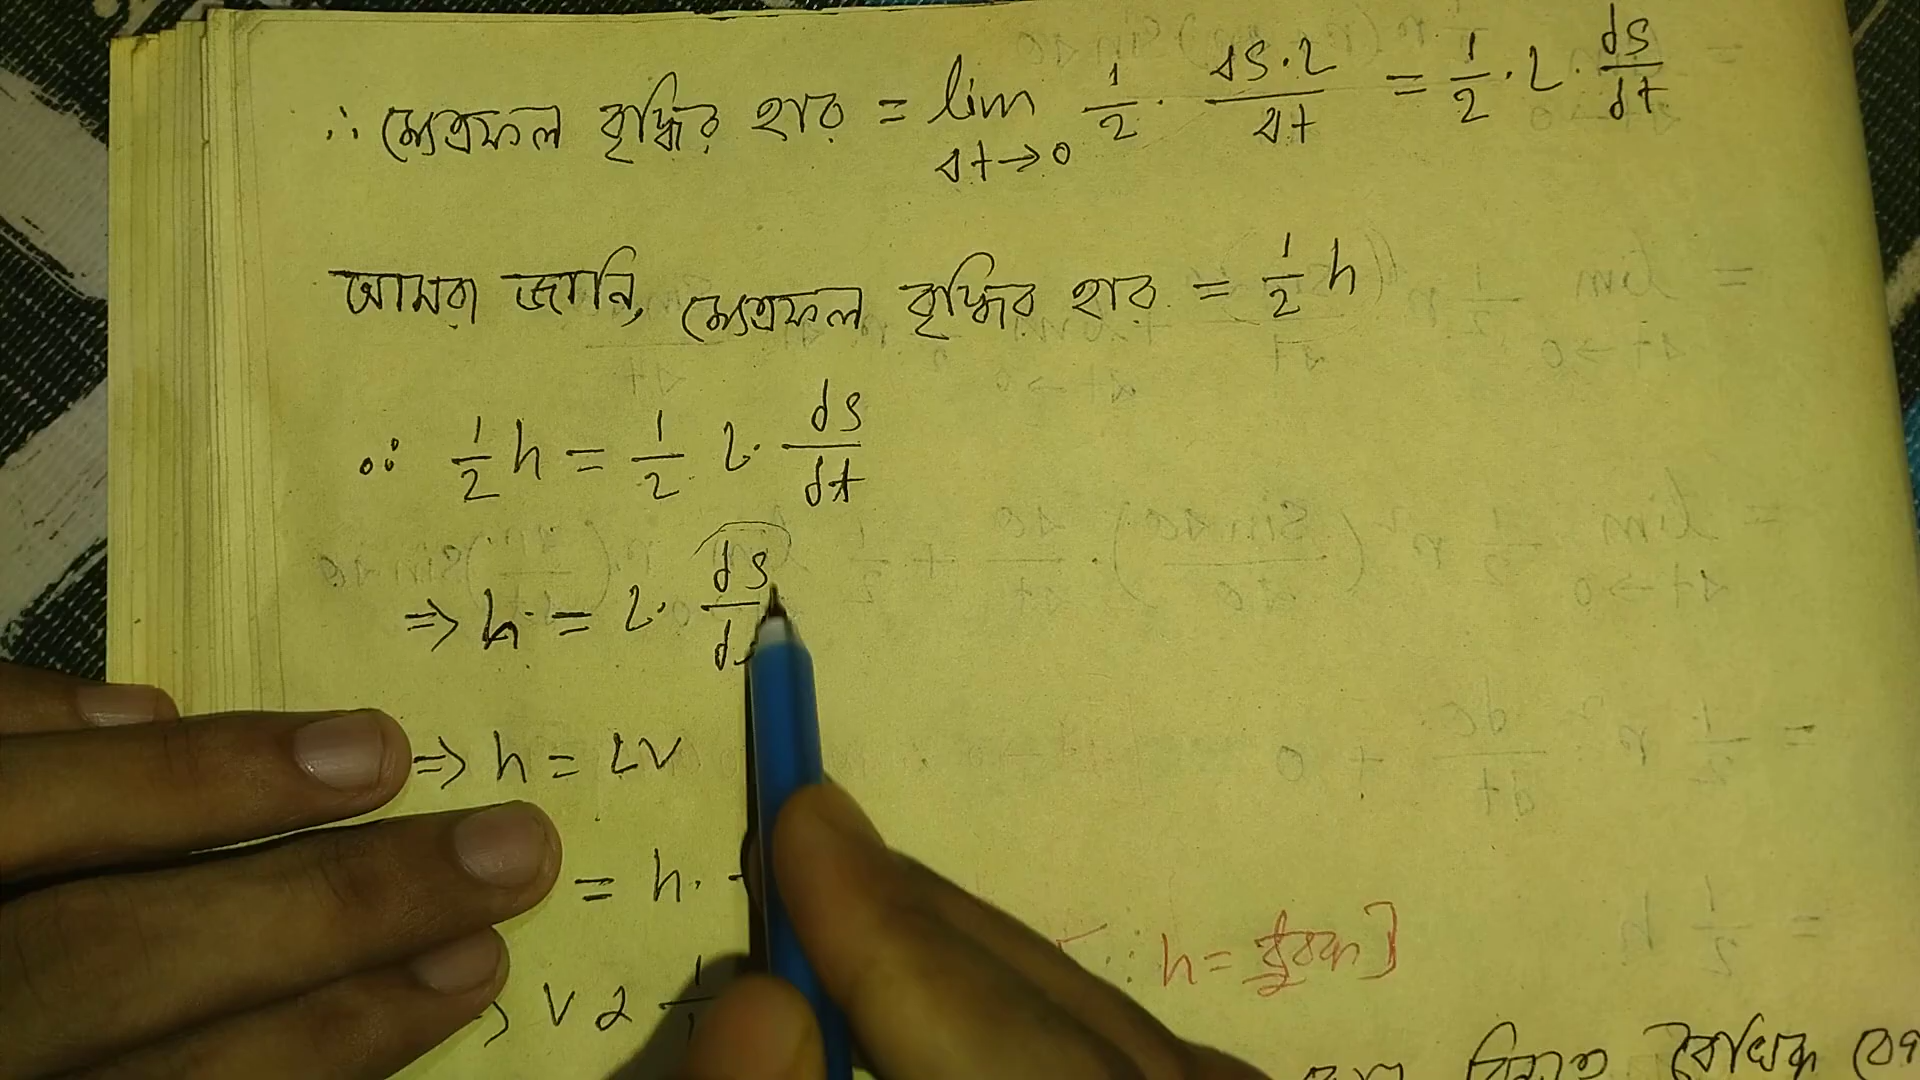 ∴ ক্ষেত্রফল বৃদ্ধির হার = lim Δt→0 1/2 · ΔS·L/Δt = 1/2 · L · ds/dt
আমরা জানি, ক্ষেত্রফল বৃদ্ধির হার = 1/2 h
∴ 1/2 h = 1/2 L · ds/dt
⇒ h = L · ds/
⇒ h = LV
= h ·
V α 1/
∵ h = ধ্রুবক]